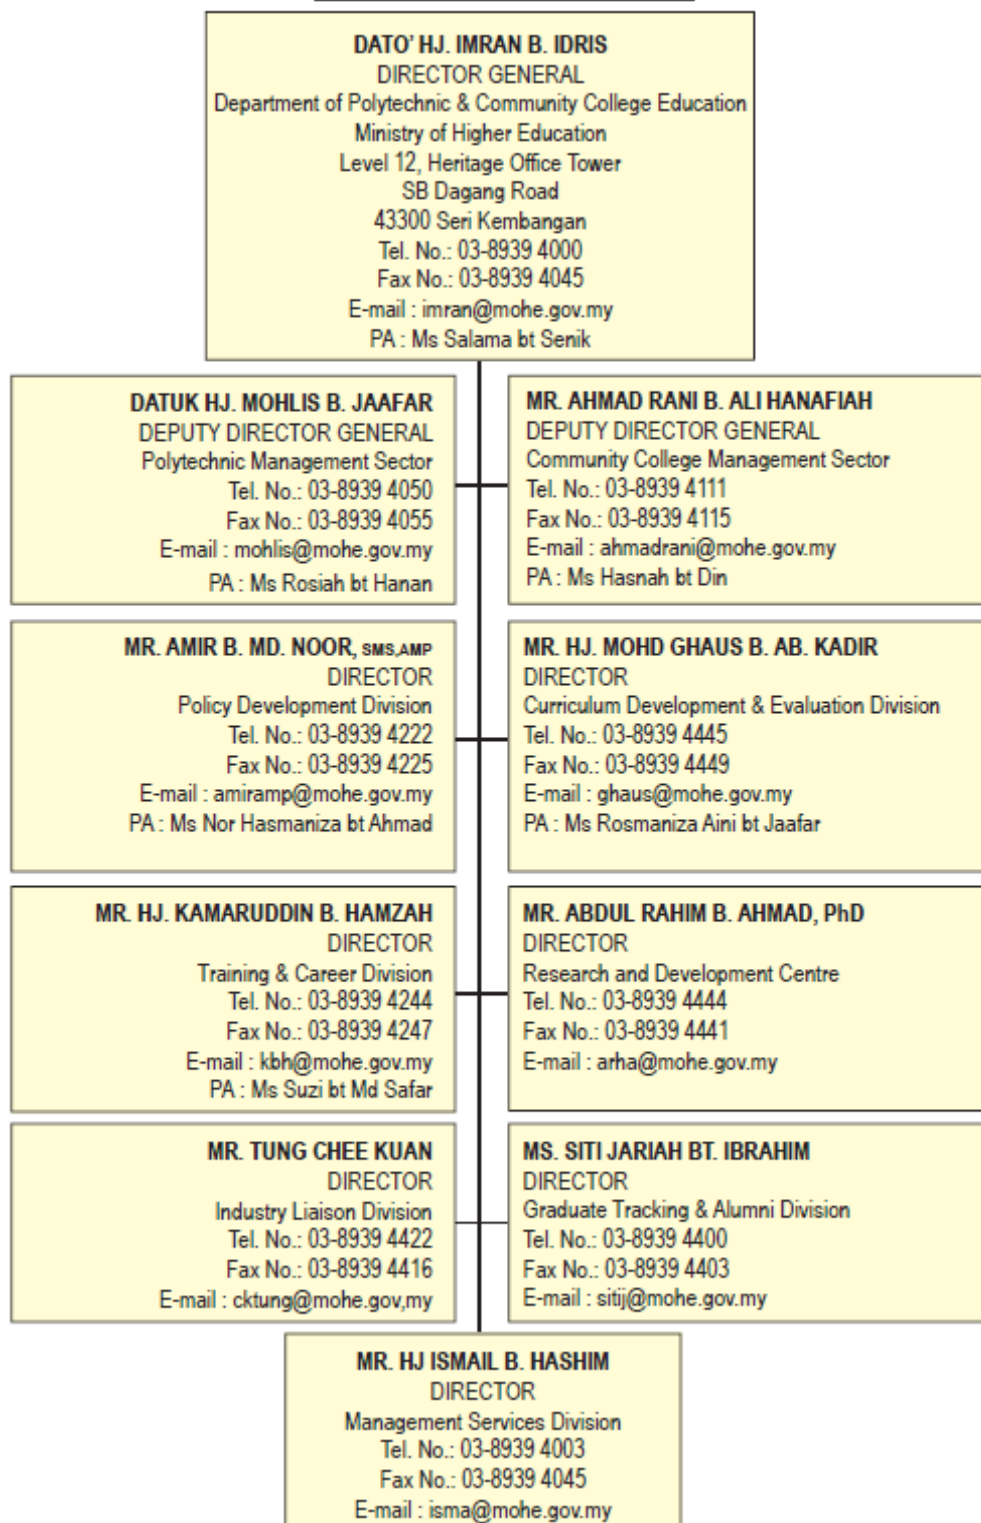 DATO' HJ. IMRAN B. IDRIS
DIRECTOR GENERAL
Department of Polytechnic & Community College Education
Ministry of Higher Education
Level 12, Heritage Office Tower
SB Dagang Road
43300 Seri Kembangan
Tel. No.: 03-8939 4000
Fax No.: 03-8939 4045
E-mail : imran@mohe.gov.my
PA : Ms Salama bt Senik
DATUK HJ. MOHLIS B. JAAFAR
DEPUTY DIRECTOR GENERAL
Polytechnic Management Sector
Tel. No.: 03-8939 4050
Fax No.: 03-8939 4055
E-mail : mohlis@mohe.gov.my
PA : Ms Rosiah bt Hanan
MR. AHMAD RANI B. ALI HANAFIAH
DEPUTY DIRECTOR GENERAL
Community College Management Sector
Tel. No.: 03-8939 4111
Fax No.: 03-8939 4115
E-mail : ahmadrani@mohe.gov.my
PA : Ms Hasnah bt Din
MR. AMIR B. MD. NOOR, SMS,AMP
DIRECTOR
Policy Development Division
Tel. No.: 03-8939 4222
Fax No.: 03-8939 4225
E-mail : amiramp@mohe.gov.my
PA : Ms Nor Hasmaniza bt Ahmad
MR. HJ. MOHD GHAUS B. AB. KADIR
DIRECTOR
Curriculum Development & Evaluation Division
Tel. No.: 03-8939 4445
Fax No.: 03-8939 4449
E-mail : ghaus@mohe.gov.my
PA : Ms Rosmaniza Aini bt Jaafar
MR. HJ. KAMARUDDIN B. HAMZAH
DIRECTOR
Training & Career Division
Tel. No.: 03-8939 4244
Fax No.: 03-8939 4247
E-mail : kbh@mohe.gov.my
PA : Ms Suzi bt Md Safar
MR. ABDUL RAHIM B. AHMAD, PhD
DIRECTOR
Research and Development Centre
Tel. No.: 03-8939 4444
Fax No.: 03-8939 4441
E-mail : arha@mohe.gov.my
MR. TUNG CHEE KUAN
DIRECTOR
Industry Liaison Division
Tel. No.: 03-8939 4422
Fax No.: 03-8939 4416
E-mail : cktung@mohe.gov,my
MS. SITI JARIAH BT. IBRAHIM
DIRECTOR
Graduate Tracking & Alumni Division
Tel. No.: 03-8939 4400
Fax No.: 03-8939 4403
E-mail : sitij@mohe.gov.my
MR. HJ ISMAIL B. HASHIM
DIRECTOR
Management Services Division
Tel. No.: 03-8939 4003
Fax No.: 03-8939 4045
E-mail : isma@mohe.gov.my